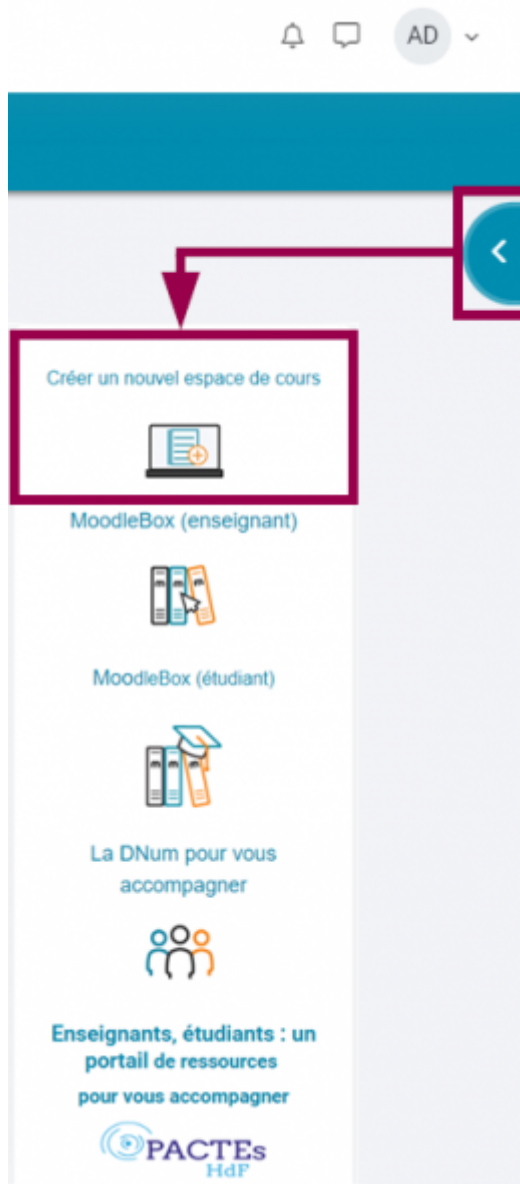 AD
Créer un nouvel espace de cours
MoodleBox (enseignant)
MoodleBox (étudiant)
La DNum pour vous
accompagner
Enseignants, étudiants : un
portail de ressources
pour vous accompagner
PACTEs
HdF